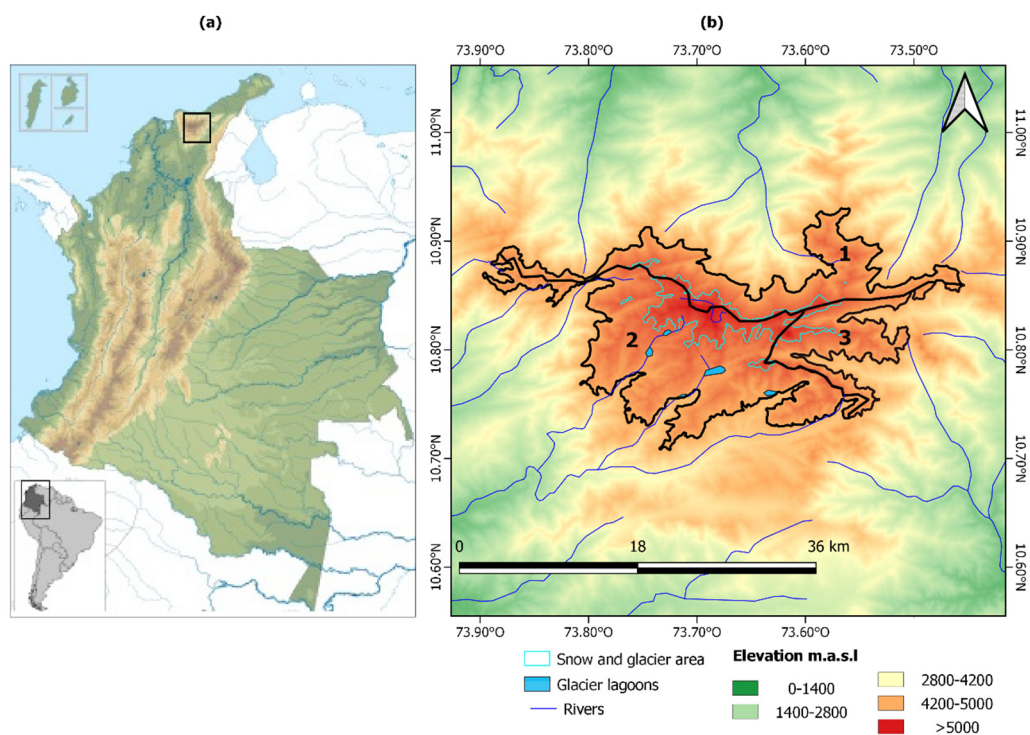 (a)
(b)
73.90°O 73.80°O 73.70°O 73.60°O 73.50°O
11.00°N
11.00°N
10.90°N
10.90°N
1
2
3
10.80°N
10.80°N
10.70°N
10.70°N
0 18 36 km
10.60°N
10.60°N
73.90°O 73.80°O 73.70°O 73.60°O
Snow and glacier area
Glacier lagoons
Rivers
Elevation m.a.s.l
0-1400
1400-2800
2800-4200
4200-5000
>5000